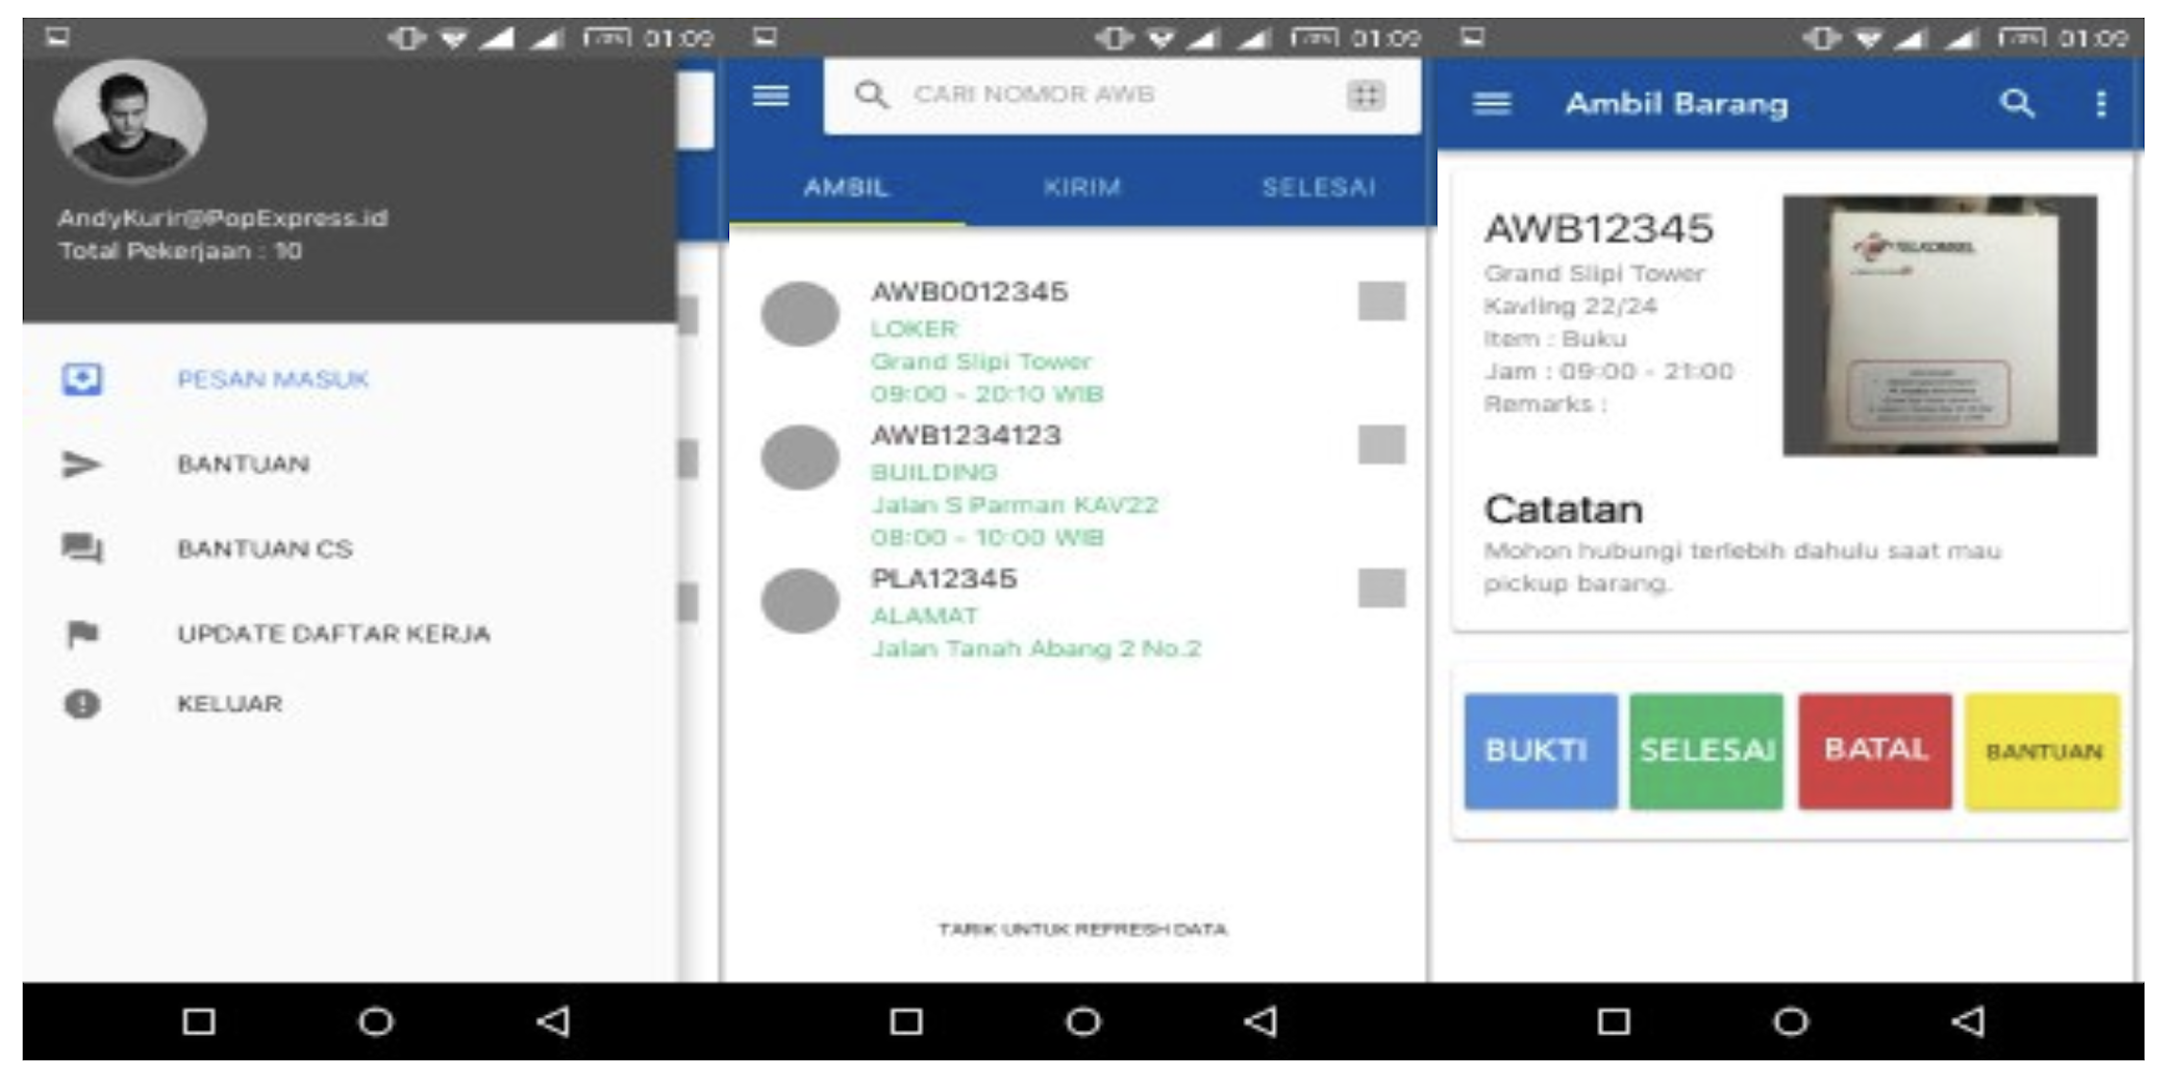 01:09
AndyKurir@PopExpress.id
Total Pekerjaan : 10
PESAN MASUK
BANTUAN
BANTUAN CS
UPDATE DAFTAR KERJA
KELUAR
01:09
CARI NOMOR AWB
AMBIL
KIRIM
SELESAI
AWB0012345
LOKER
Grand Slipi Tower
09:00 - 20:10 WIB
AWB1234123
BUILDING
Jalan S Parman KAV22
08:00 - 10:00 WIB
PLA12345
ALAMAT
Jalan Tanah Abang 2 No.2
TARIK UNTUK REFRESH DATA
01:09
Ambil Barang
AWB12345
Grand Slipi Tower
Kavling 22/24
Item : Buku
Jam : 09:00 - 21:00
Remarks :
TELKOMSEL
Catatan
Mohon hubungi terlebih dahulu saat mau
pickup barang.
BUKTI
SELESAI
BATAL
BANTUAN